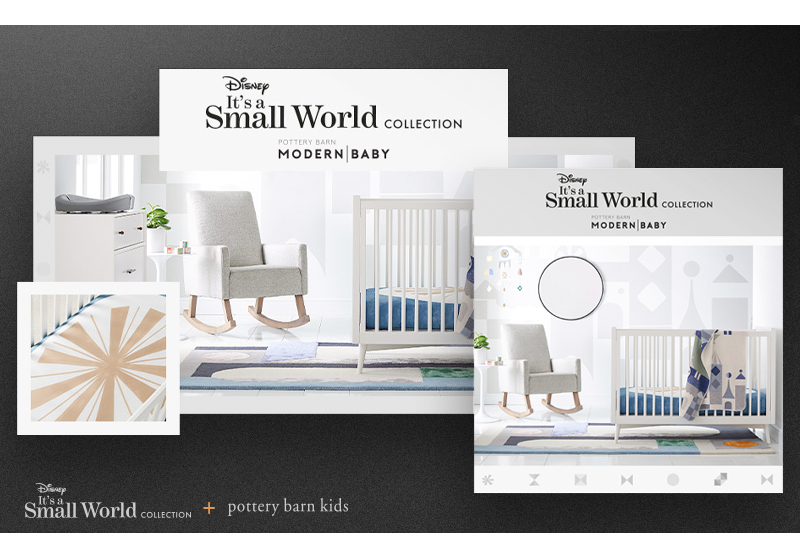 Disney
It's a
Small World COLLECTION
POTTERY BARN
MODERN|BABY
Disney
It's a
Small World COLLECTION
POTTERY BARN
MODERN|BABY
Disney
It's a
Small World COLLECTION + pottery barn kids